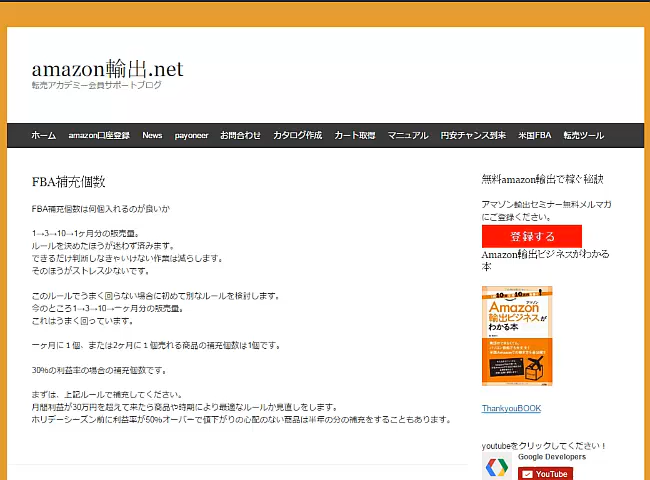 amazon輸出.net
転売アカデミー会員サポートブログ
ホーム amazon口座登録 News payoneer お問合わせ カタログ作成 カート取得 マニュアル 円安チャンス到来 米国FBA 転売ツール
FBA補充個数
FBA補充個数は何個入れるのが良いか
1→3→10→1ヶ月分の販売量。
ルールを決めたほうが迷わず済みます。
できるだけ判断しなきゃいけない作業は減らします。
そのほうがストレス少ないです。
このルールでうまく回らない場合に初めて別なルールを検討します。
今のところ1→3→10→一ヶ月分の販売量。
これはうまく回っています。
一ヶ月に１個、または2ヶ月に１個売れる商品の補充個数は1個です。
30%の利益率の場合の補充個数です。
まずは、上記ルールで補充してください。
月間利益が30万円を超えて来たら商品や時期により最適なルールか見直しをします。
ホリデーシーズン前に利益率が50%オーバーで値下がりの心配のない商品は半年の分の補充をすることもあります。
無料amazon輸出で稼ぐ秘訣
アマゾン輸出セミナー無料メルマガ
にご登録ください。
登録する
Amazon輸出ビジネスがわかる
本
アマゾン
Amazon
輸出ビジネスが
わかる本
ThankyouBOOK
youtubeをクリックしてください！
Google Developers
YouTube